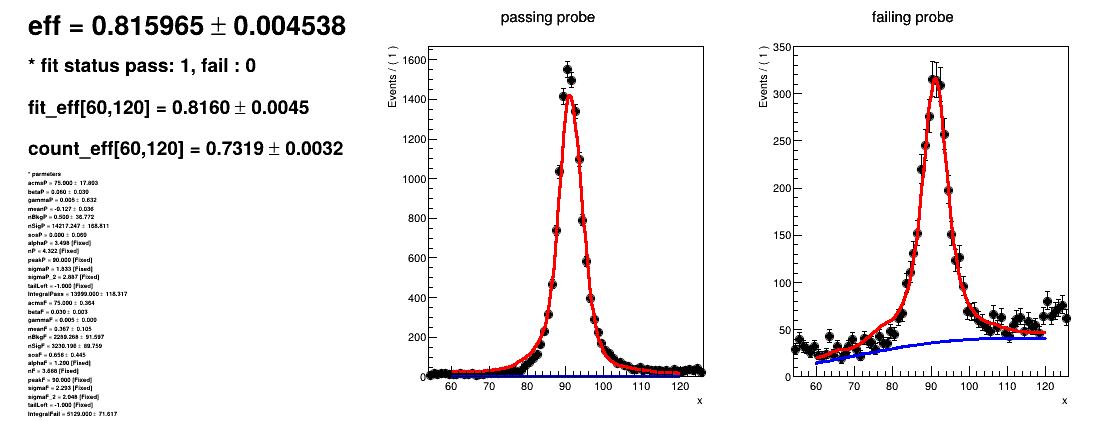 eff = 0.815965 ± 0.004538
* fit status pass: 1, fail : 0
fit_eff[60,120] = 0.8160 ± 0.0045
count_eff[60,120] = 0.7319 ± 0.0032
* parmeters
acmsP = 75.000 ± 17.803
betaP = 0.060 ± 0.030
gammaP = 0.005 ± 0.632
meanP = -0.127 ± 0.036
nBkgP = 0.500 ± 36.772
nSigP = 14217.247 ± 168.811
sosP = 0.000 ± 0.060
alphaP = 3.498 [Fixed]
nP = 4.322 [Fixed]
peakP = 90.000 [Fixed]
sigmaP = 1.833 [Fixed]
sigmaP_2 = 2.887 [Fixed]
tailLeft = -1.000 [Fixed]
IntegralPass = 13999.000 ± 118.317
acmsF = 75.000 ± 0.364
betaF = 0.030 ± 0.003
gammaF = 0.005 ± 0.000
meanF = 0.367 ± 0.105
nBkgF = 2289.268 ± 91.597
nSigF = 3230.198 ± 89.759
sosF = 0.656 ± 0.445
alphaF = 1.200 [Fixed]
nF = 3.668 [Fixed]
peakF = 90.000 [Fixed]
sigmaF = 2.293 [Fixed]
sigmaF_2 = 2.048 [Fixed]
tailLeft = -1.000 [Fixed]
IntegralFail = 5129.000 ± 71.617
passing probe
Events / ( 1 )
1600
1400
1200
1000
800
600
400
200
0
60 70 80 90 100 110 120
x
failing probe
Events / ( 1 )
350
300
250
200
150
100
50
0
60 70 80 90 100 110 120
x